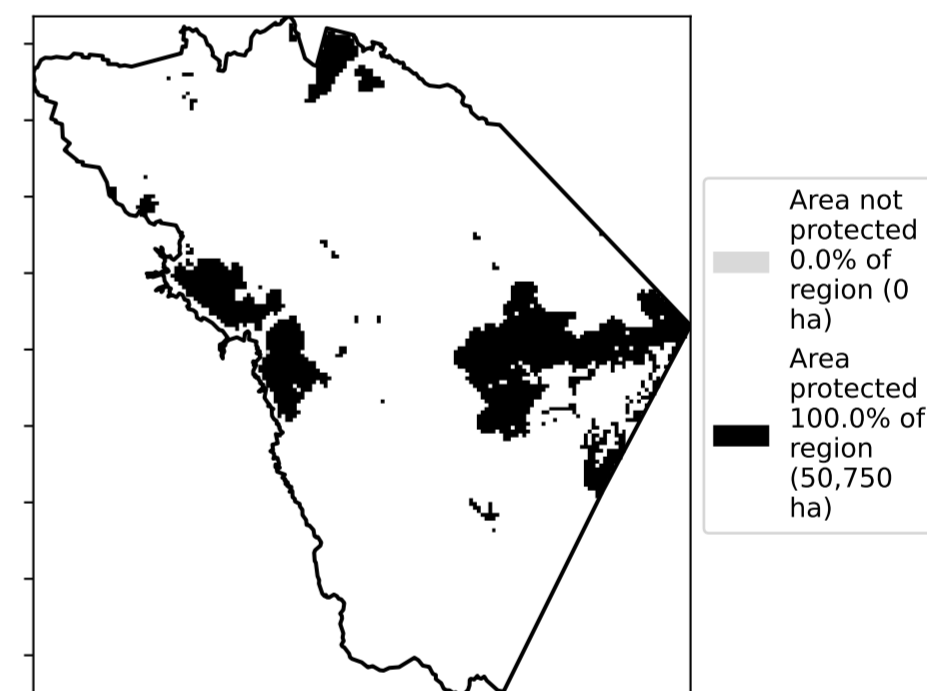 Area not
protected
0.0% of
region (0
ha)
Area
protected
100.0% of
region
(50,750
ha)